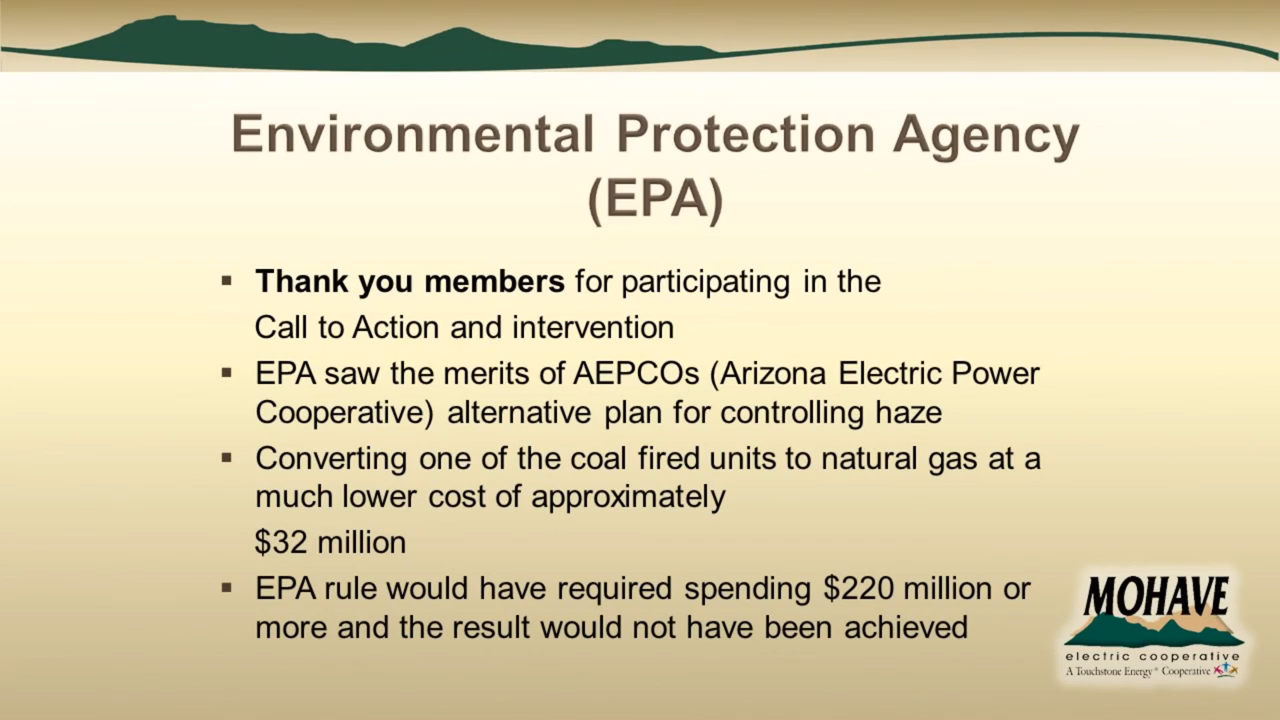 Environmental Protection Agency
(EPA)
▪ Thank you members for participating in the
Call to Action and intervention
▪ EPA saw the merits of AEPCOs (Arizona Electric Power
Cooperative) alternative plan for controlling haze
▪ Converting one of the coal fired units to natural gas at a
much lower cost of approximately
$32 million
▪ EPA rule would have required spending $220 million or
more and the result would not have been achieved
MOHAVE
electric cooperative
A Touchstone Energy® Cooperative